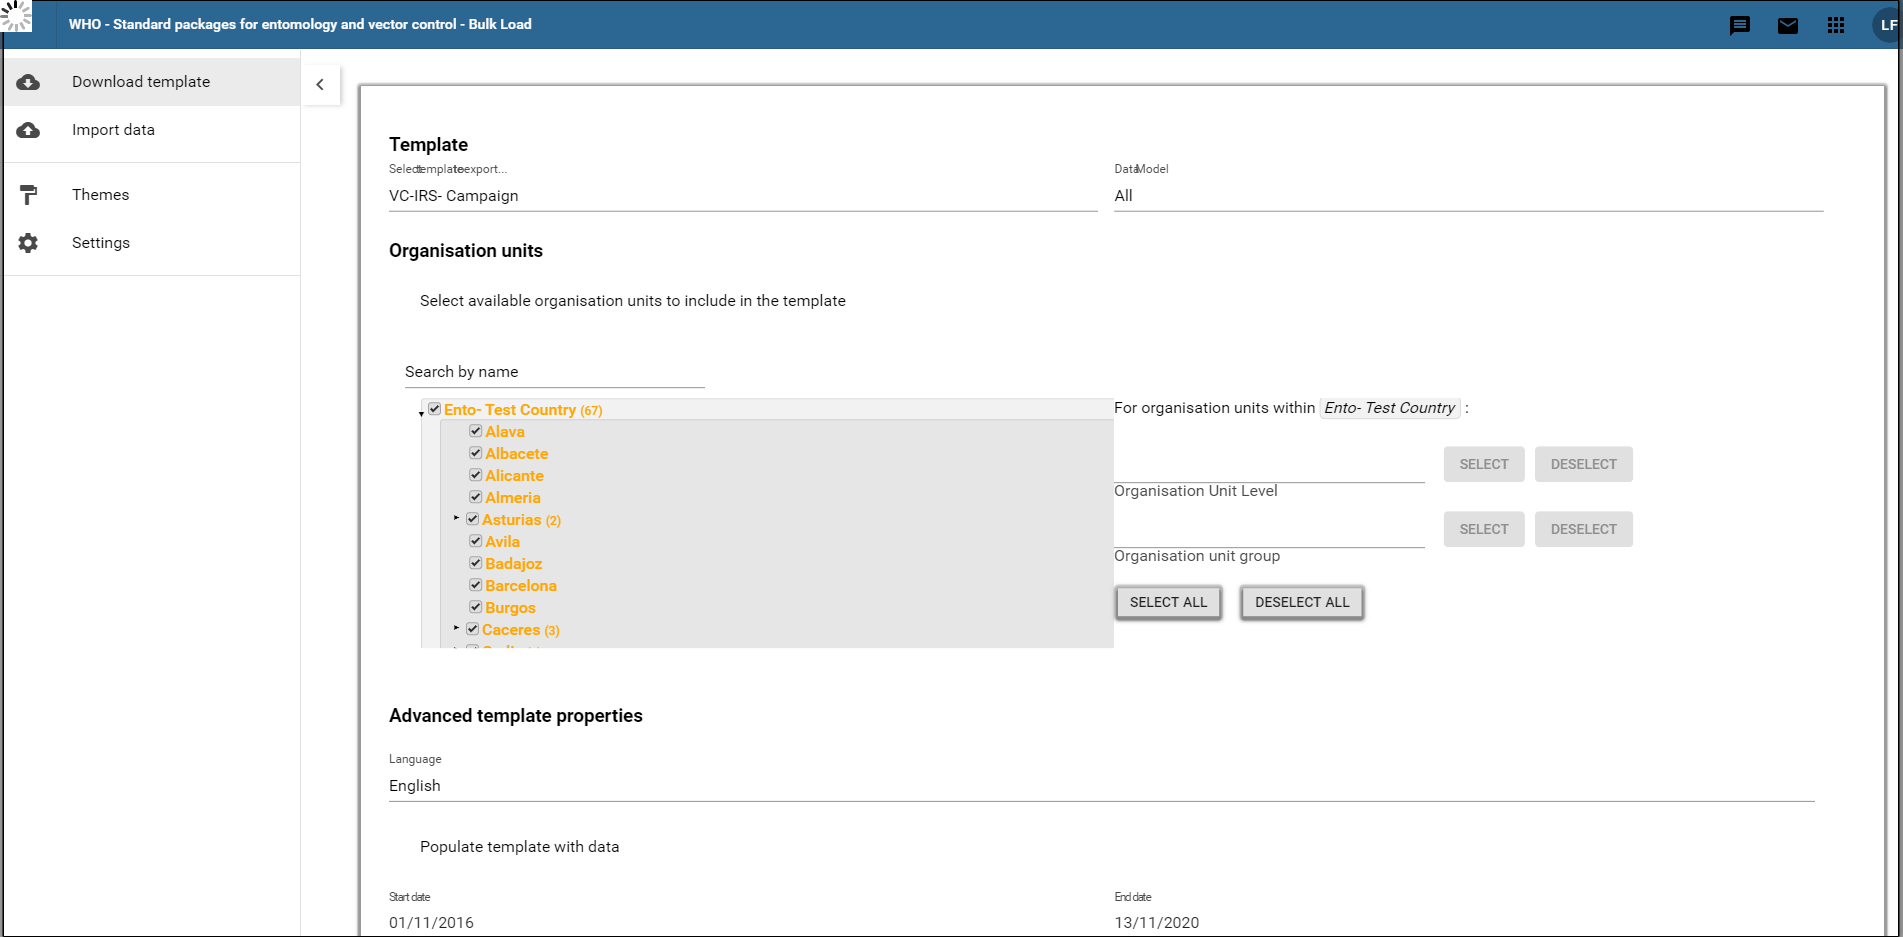 WHO - Standard packages for entomology and vector control - Bulk Load
LF
Download template
Import data
Themes
Settings
Template
Select template to export...
VC-IRS- Campaign
Data Model
All
Organisation units
Select available organisation units to include in the template
Search by name
Ento- Test Country (67)
Alava
Albacete
Alicante
Almeria
Asturias (2)
Avila
Badajoz
Barcelona
Burgos
Caceres (3)
For organisation units within Ento- Test Country :
SELECT DESELECT
Organisation Unit Level
SELECT DESELECT
Organisation unit group
SELECT ALL DESELECT ALL
Advanced template properties
Language
English
Populate template with data
Start date
01/11/2016
End date
13/11/2020